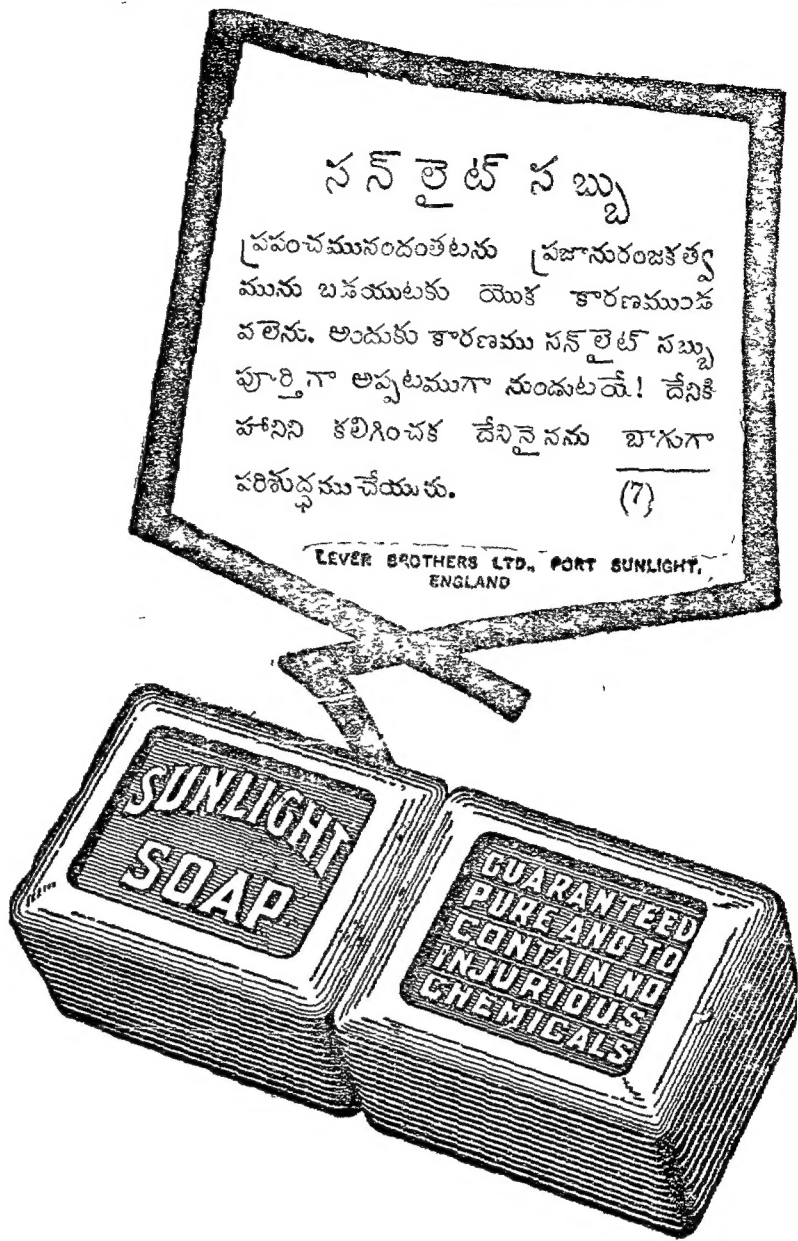 సన్ లైట్ సబ్బు
ప్రపంచమునందంతటను ప్రజానురంజకత్వ
మును బడయుటకు యొక కారణముండ
వలెను. అందుకు కారణము సన్ లైట్ సబ్బు
పూర్తిగా అప్పటముగా నుండుటయే! దేనికి
హానిని కలిగించక దేనినైనను బాగుగా
పరిశుద్ధము చేయును.
(7)
LEVER BROTHERS LTD., PORT SUNLIGHT,
ENGLAND
SUNLIGHT
SOAP
GUARANTEED
PURE AND TO
CONTAIN NO
INJURIOUS
CHEMICALS